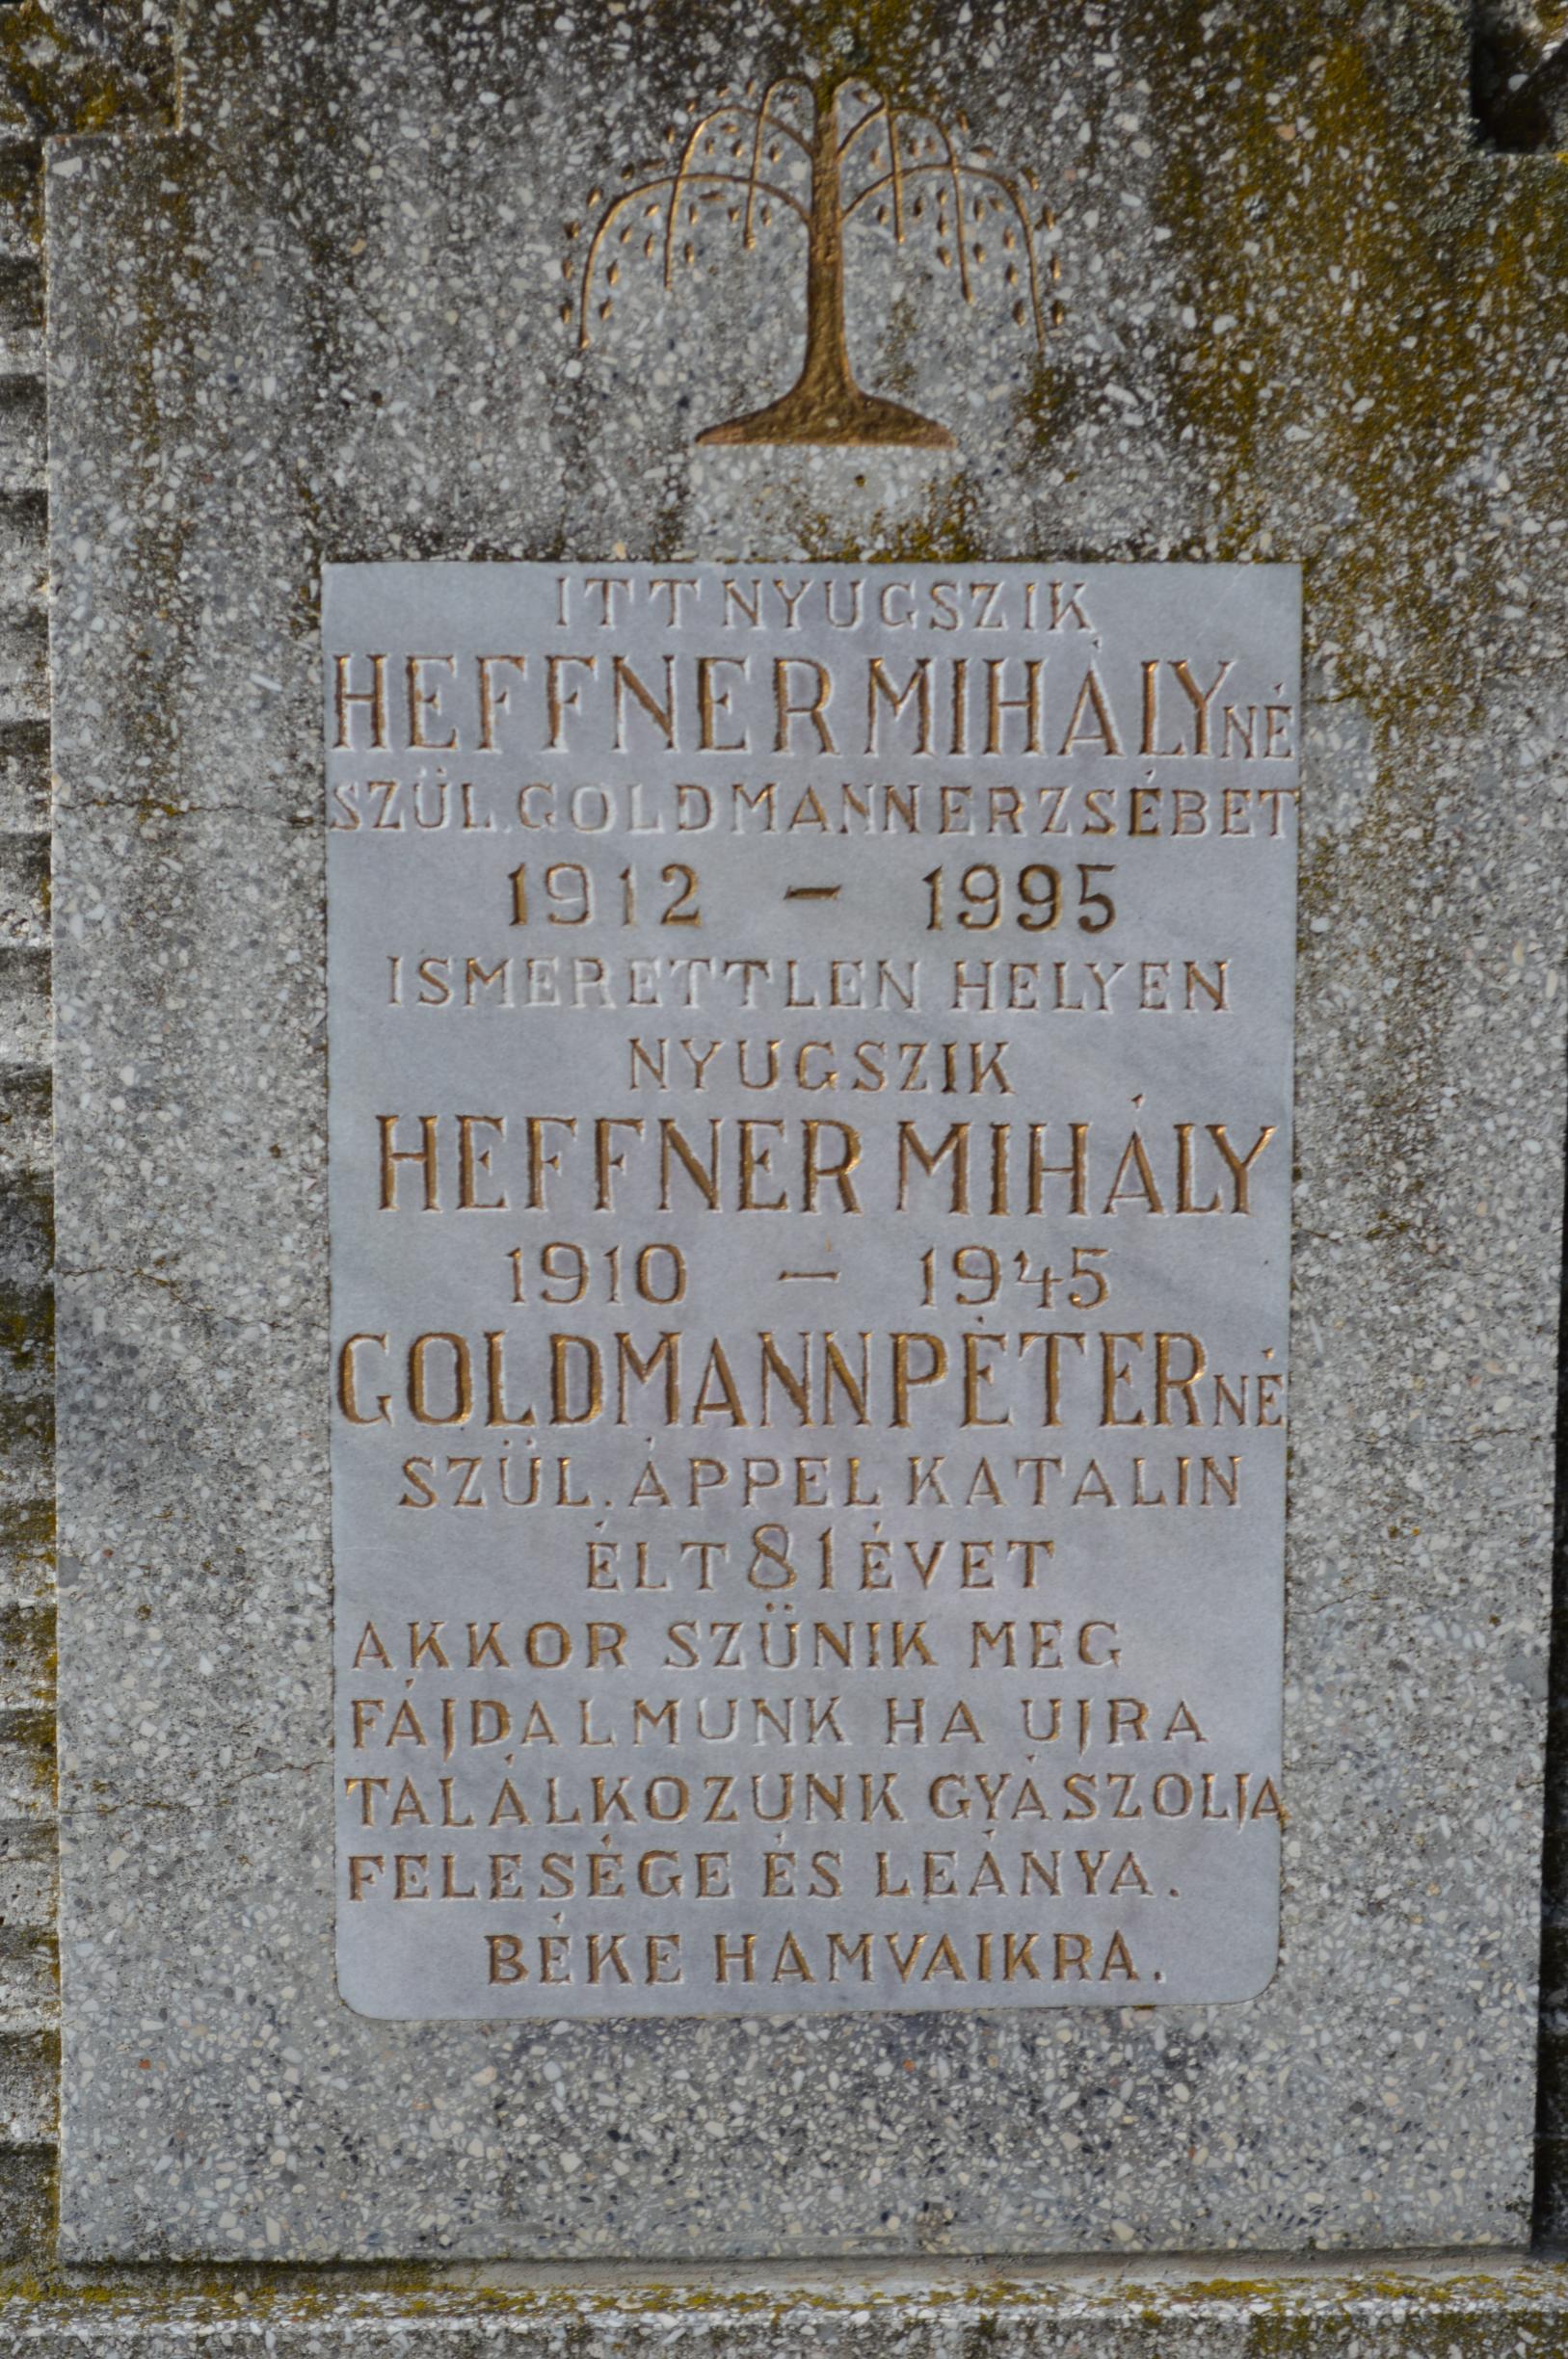 ITT NYUGSZIK
HEFFNER MIHÁLYNÉ
SZÜL. GOLDMANN ERZSÉBET
1912 – 1995
ISMERETTLEN HELYEN
NYUGSZIK
HEFFNER MIHÁLY
1910 – 1945
GOLDMANN PÉTERNÉ
SZÜL. ÁPPEL KATALIN
ÉLT 81 ÉVET
AKKOR SZÜNIK MEG
FÁJDALMUNK HA UJRA
TALÁLKOZUNK GYÁSZOLJA
FELESÉGE ÉS LEÁNYA.
BÉKE HAMVAIKRA.